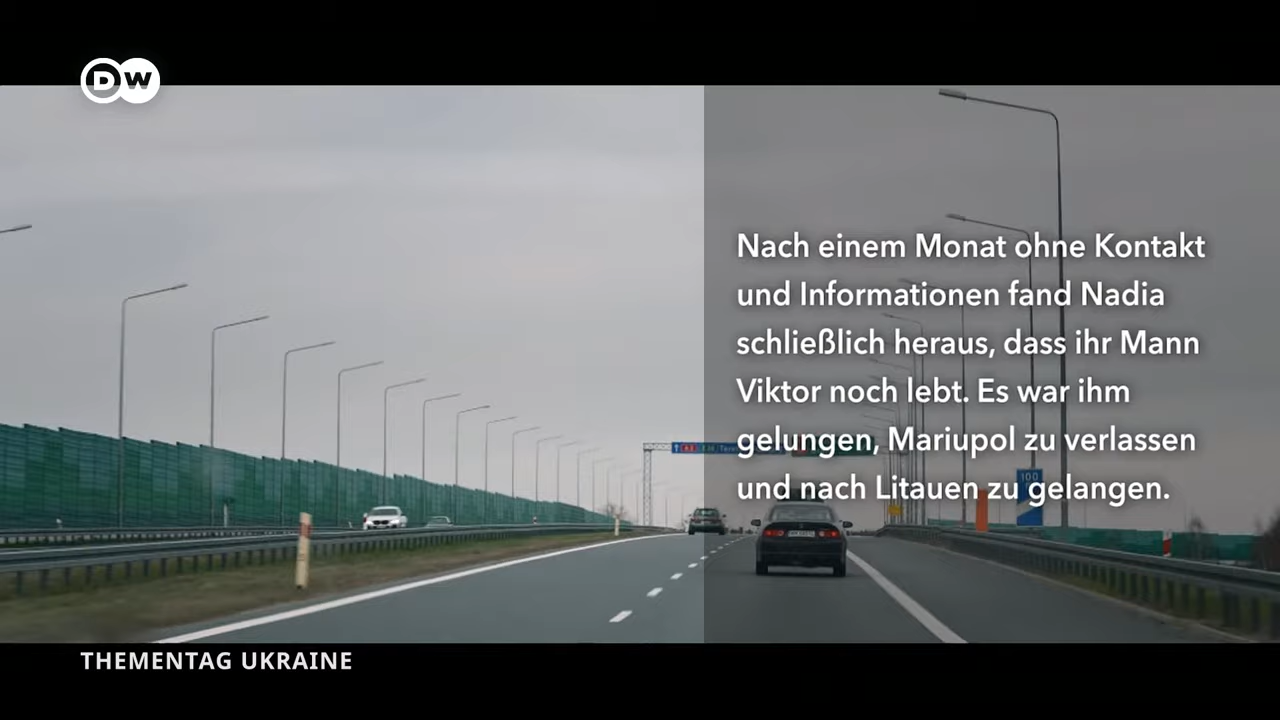 DW
Nach einem Monat ohne Kontakt
und Informationen fand Nadia
schließlich heraus, dass ihr Mann
Viktor noch lebt. Es war ihm
gelungen, Mariupol zu verlassen
und nach Litauen zu gelangen.
100
THEMENTAG UKRAINE